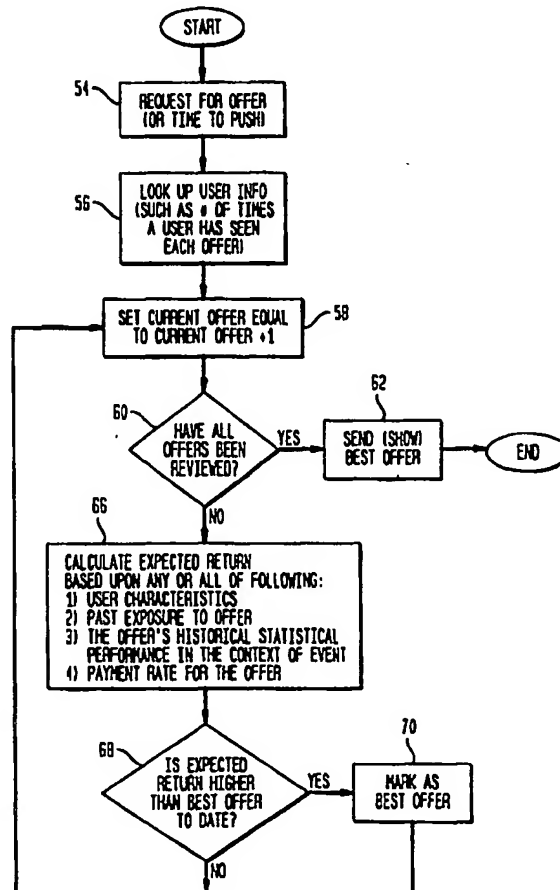 START
54
REQUEST FOR OFFER
(OR TIME TO PUSH)
56
LOOK UP USER INFO
(SUCH AS # OF TIMES
A USER HAS SEEN
EACH OFFER)
58
SET CURRENT OFFER EQUAL
TO CURRENT OFFER +1
60
HAVE ALL
OFFERS BEEN
REVIEWED?
YES
62
SEND (SHOW)
BEST OFFER
END
NO
66
CALCULATE EXPECTED RETURN
BASED UPON ANY OR ALL OF FOLLOWING:
1) USER CHARACTERISTICS
2) PAST EXPOSURE TO OFFER
3) THE OFFER'S HISTORICAL STATISTICAL
PERFORMANCE IN THE CONTEXT OF EVENT
4) PAYMENT RATE FOR THE OFFER
68
IS EXPECTED
RETURN HIGHER
THAN BEST OFFER
TO DATE?
YES
70
MARK AS
BEST OFFER
NO